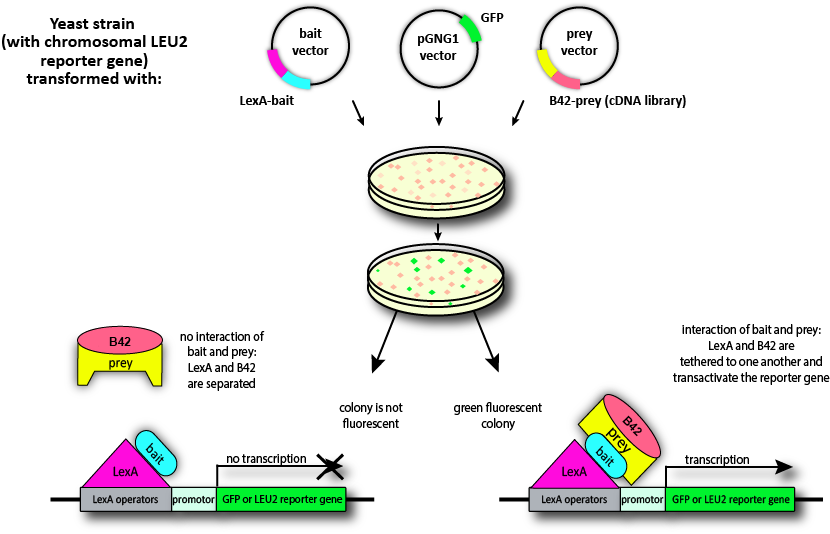 Yeast strain
(with chromosomal LEU2
reporter gene)
transformed with:
bait
vector
LexA-bait
pGNG1
vector
GFP
prey
vector
B42-prey (cDNA library)
B42
prey
no interaction of
bait and prey:
LexA and B42
are separated
colony is not
fluorescent
green fluorescent
colony
interaction of bait and prey:
LexA and B42 are
tethered to one another and
transactivate the reporter gene
bait
LexA
no transcription
LexA operators
promotor
GFP or LEU2 reporter gene
B42
prey
bait
LexA
transcription
LexA operators
promotor
GFP or LEU2 reporter gene